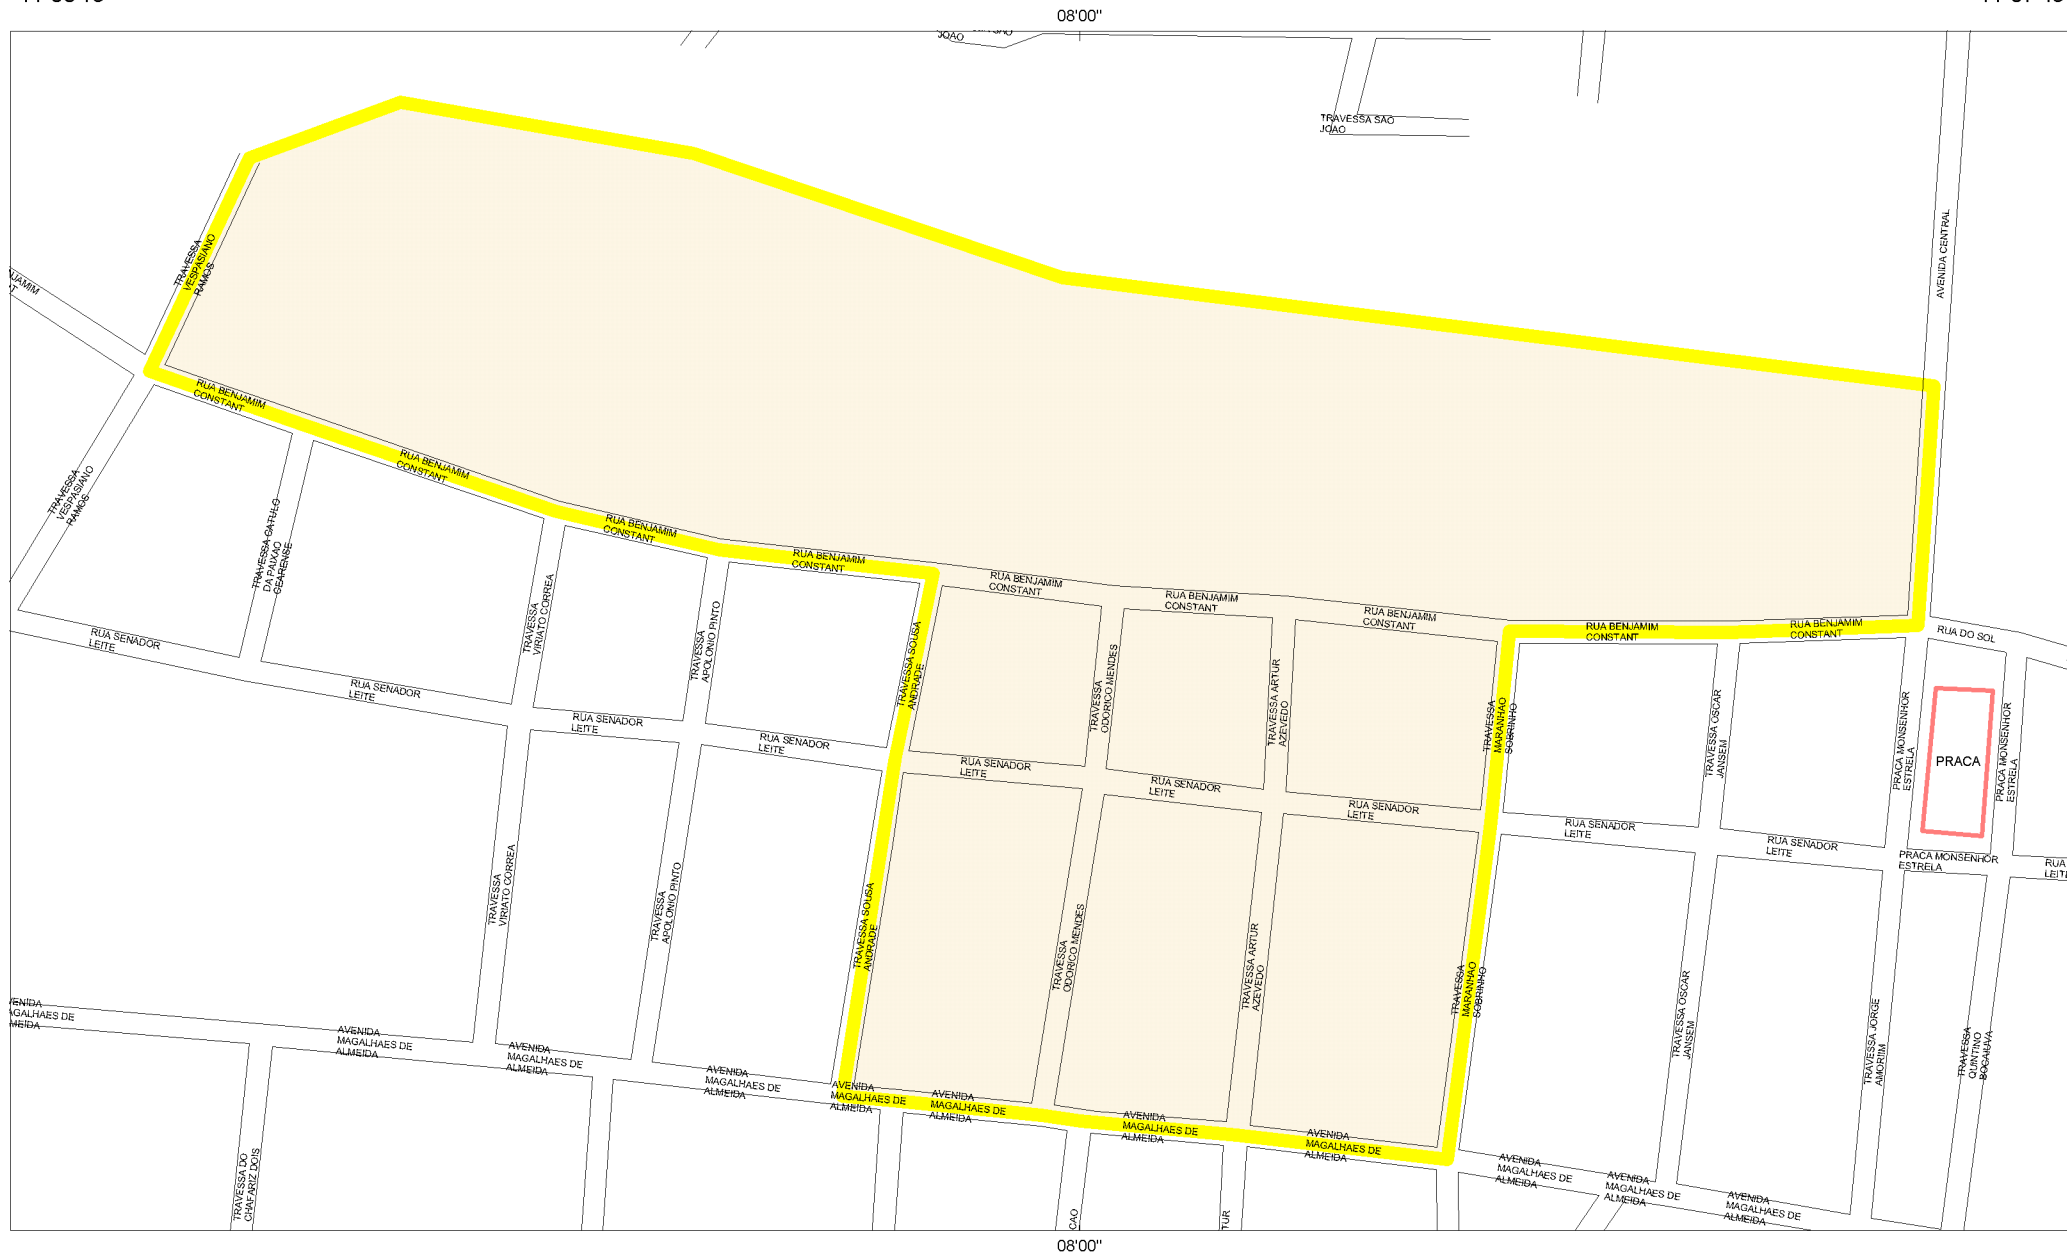 08'00"
JOAO
TRAVESSA SAO
JOAO
AVENIDA CENTRAL
TRAVESSA
VESPASIANO
RAMOS
RUA BENJAMIM
CONSTANT
RUA BENJAMIM
CONSTANT
RUA BENJAMIM
CONSTANT
RUA BENJAMIM
CONSTANT
RUA BENJAMIM
CONSTANT
RUA BENJAMIM
CONSTANT
RUA BENJAMIM
CONSTANT
RUA BENJAMIM
CONSTANT
RUA BENJAMIM
CONSTANT
RUA DO SOL
TRAVESSA
VESPASIANO
RAMOS
TRAVESSA CATULO
DA PAIXAO
CEARENSE
TRAVESSA
VIRIATO CORREA
TRAVESSA
APOLONIO PINTO
TRAVESSA SOUSA
ANDRADE
TRAVESSA
ODORICO MENDES
TRAVESSA ARTUR
AZEVEDO
TRAVESSA
MARANHAO
SOBRINHO
TRAVESSA OSCAR
JANSEM
PRACA MONSENHOR
ESTRELA
PRACA
PRACA MONSENHOR
ESTRELA
RUA SENADOR
LEITE
RUA SENADOR
LEITE
RUA SENADOR
LEITE
RUA SENADOR
LEITE
RUA SENADOR
LEITE
RUA SENADOR
LEITE
RUA SENADOR
LEITE
RUA SENADOR
LEITE
RUA SENADOR
LEITE
PRACA MONSENHOR
ESTRELA
RUA
TRAVESSA
VIRIATO CORREA
TRAVESSA
APOLONIO PINTO
TRAVESSA SOUSA
ANDRADE
TRAVESSA
ODORICO MENDES
TRAVESSA ARTUR
AZEVEDO
TRAVESSA
MARANHAO
SOBRINHO
TRAVESSA OSCAR
JANSEM
TRAVESSA JORGE
AMORIM
TRAVESSA
QUINTINO
BOCAIUVA
AVENIDA
MAGALHAES DE
ALMEIDA
AVENIDA
MAGALHAES DE
ALMEIDA
AVENIDA
MAGALHAES DE
ALMEIDA
AVENIDA
MAGALHAES DE
ALMEIDA
AVENIDA
MAGALHAES DE
ALMEIDA
AVENIDA
MAGALHAES DE
ALMEIDA
AVENIDA
MAGALHAES DE
ALMEIDA
AVENIDA
MAGALHAES DE
ALMEIDA
AVENIDA
MAGALHAES DE
ALMEIDA
AVENIDA
MAGALHAES DE
ALMEIDA
TRAVESSA DO
CHAFARIZ DOIS
CAO
TUR
08'00"